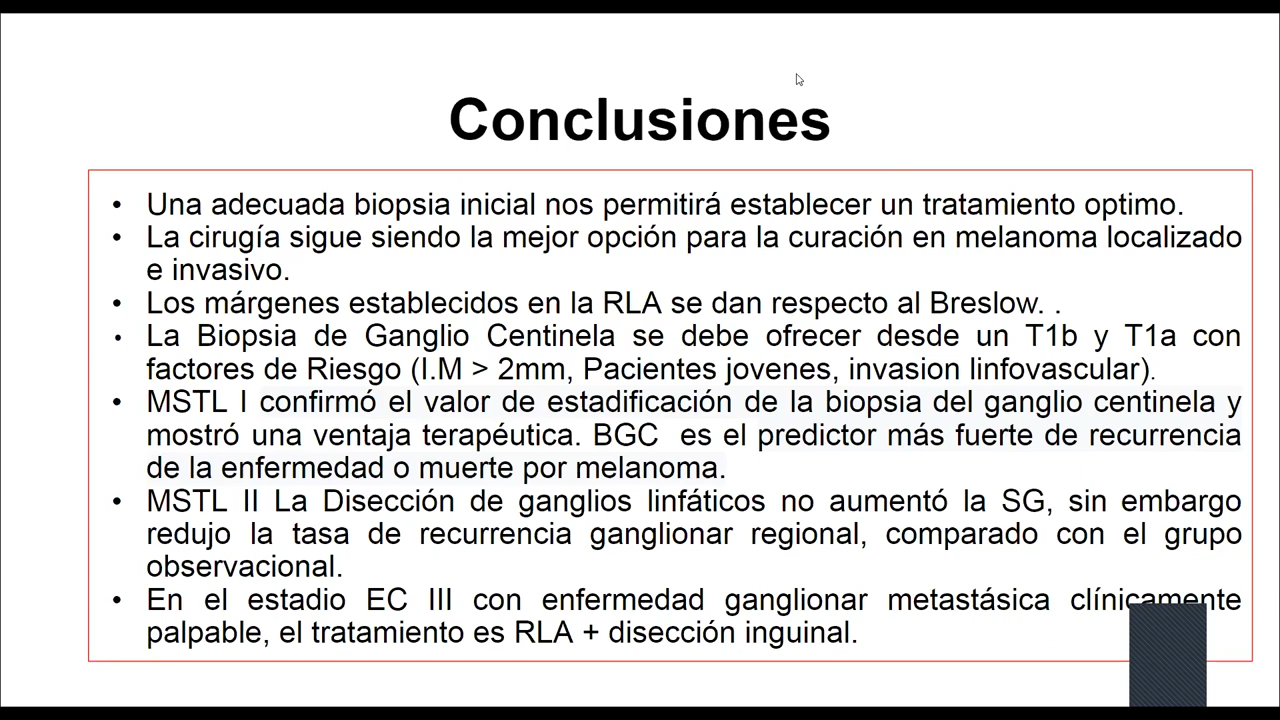 Conclusiones
• Una adecuada biopsia inicial nos permitirá establecer un tratamiento optimo.
• La cirugía sigue siendo la mejor opción para la curación en melanoma localizado
e invasivo.
• Los márgenes establecidos en la RLA se dan respecto al Breslow. .
• La Biopsia de Ganglio Centinela se debe ofrecer desde un T1b y T1a con
factores de Riesgo (I.M > 2mm, Pacientes jovenes, invasion linfovascular).
• MSTL I confirmó el valor de estadificación de la biopsia del ganglio centinela y
mostró una ventaja terapéutica. BGC es el predictor más fuerte de recurrencia
de la enfermedad o muerte por melanoma.
• MSTL II La Disección de ganglios linfáticos no aumentó la SG, sin embargo
redujo la tasa de recurrencia ganglionar regional, comparado con el grupo
observacional.
• En el estadio EC III con enfermedad ganglionar metastásica clínicamente
palpable, el tratamiento es RLA + disección inguinal.